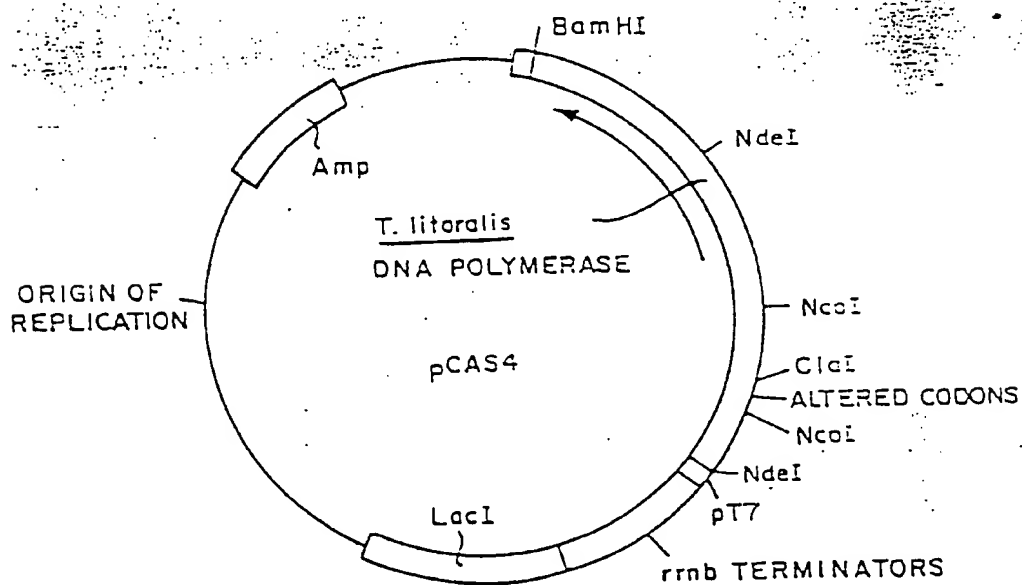 BamHI
NdeI
Amp
T. litoralis
DNA POLYMERASE
ORIGIN OF
REPLICATION
NcoI
pCAS4
ClaI
ALTERED CODONS
NcoI
NdeI
pT7
LacI
rrnb TERMINATORS